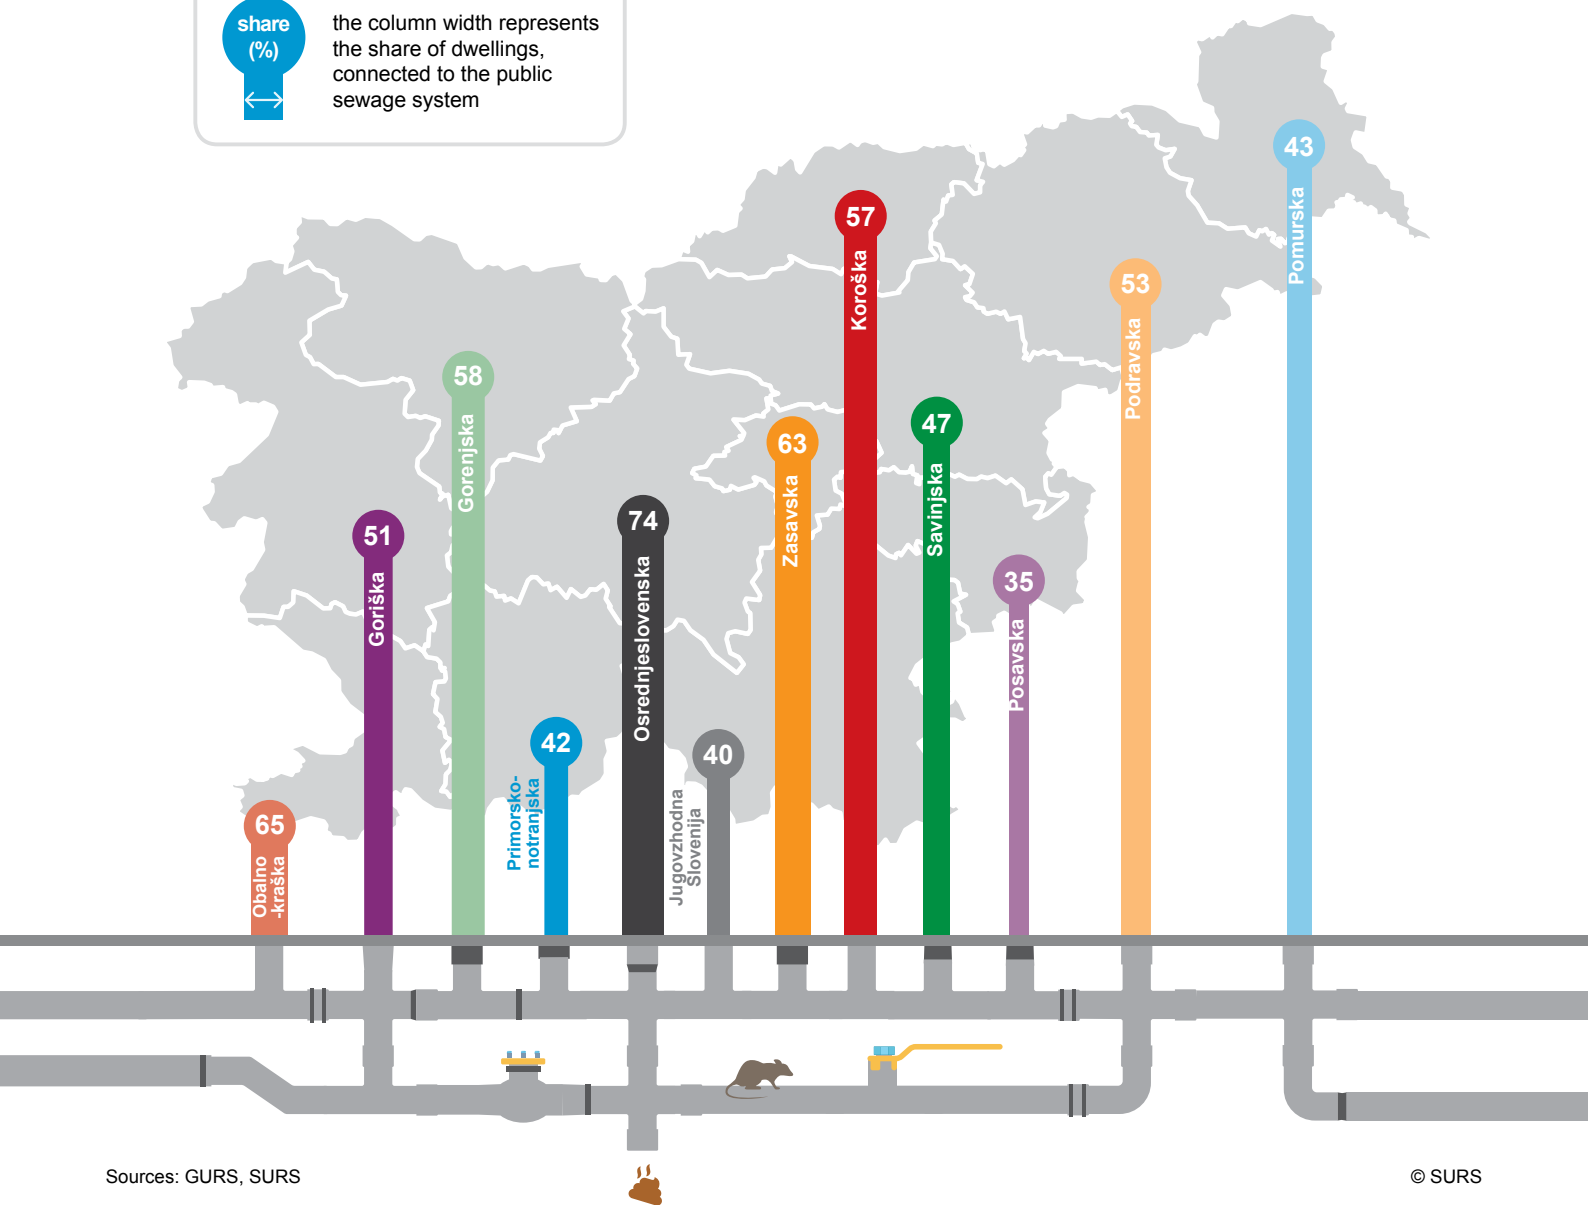 share
(%)
the column width represents
the share of dwellings,
connected to the public
sewage system
43
Pomurska
57
Koroška
53
Podravska
58
Gorenjska
47
Savinjska
63
Zasavska
74
Osrednjeslovenska
51
Goriška
35
Posavska
42
Primorsko-
notranjska
40
Jugovzhodna
Slovenija
65
Obalno
-kraška
Sources: GURS, SURS
© SURS